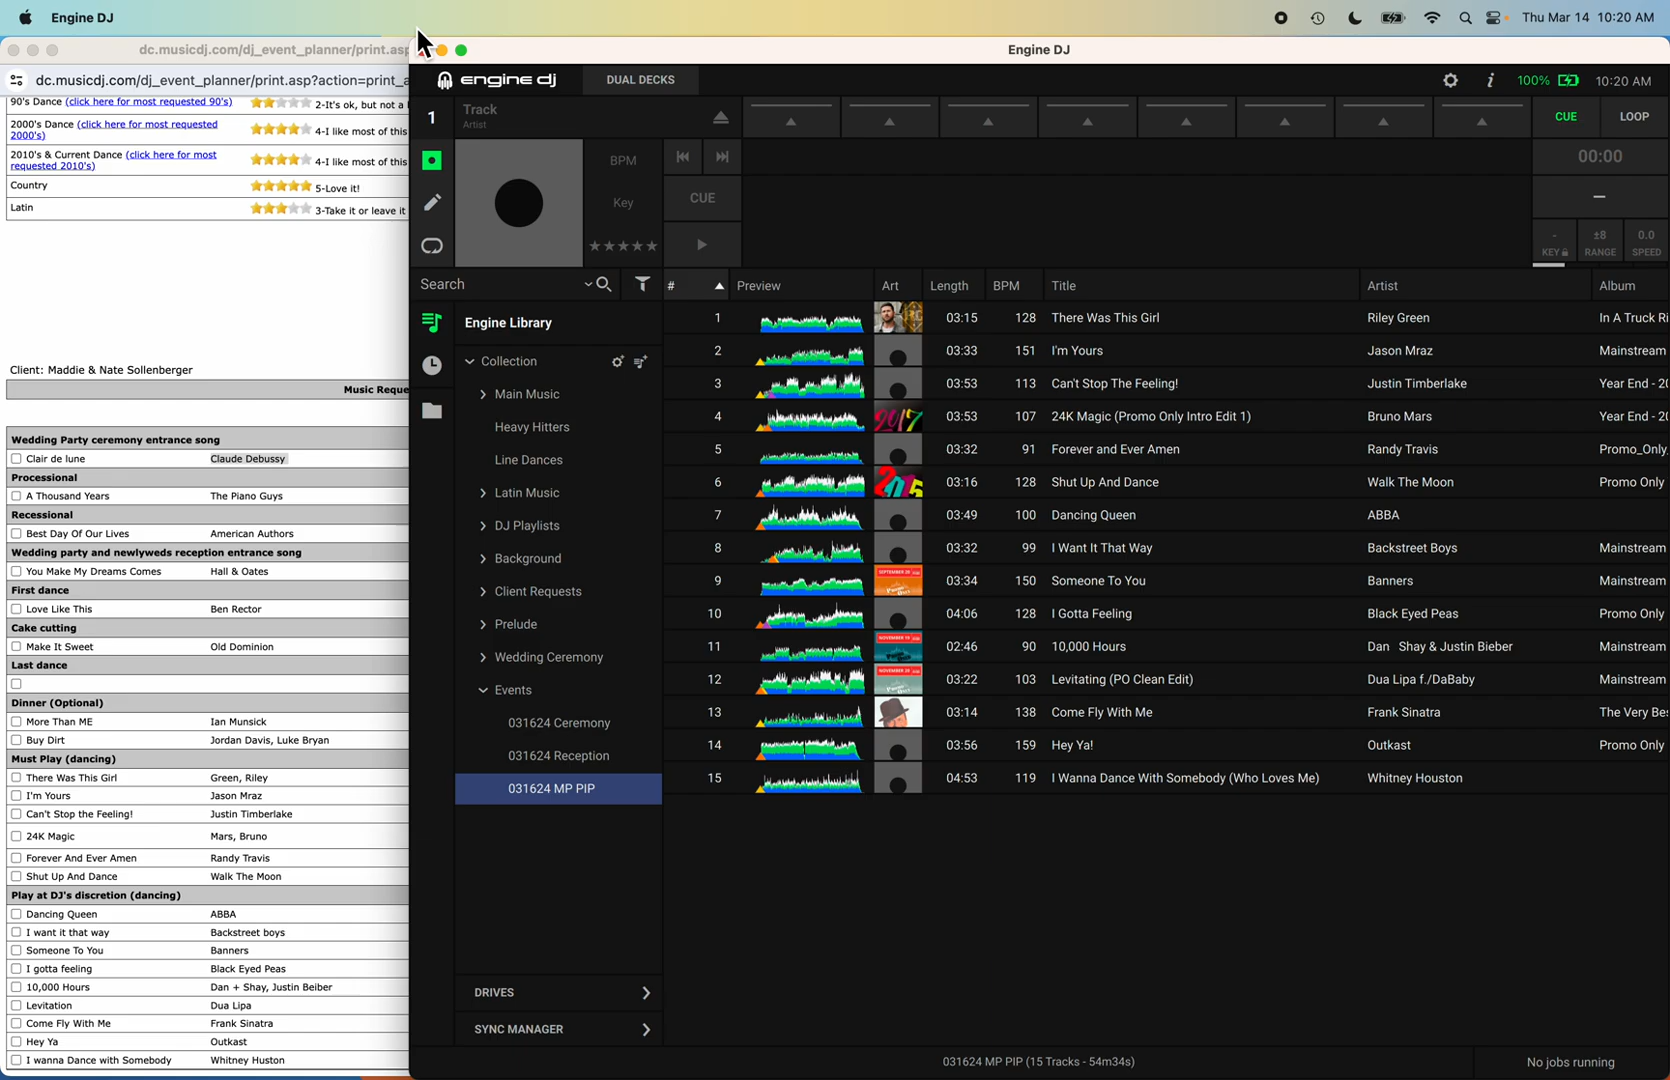 Engine DJ
Thu Mar 14 10:20 AM
dc.musicdj.com/dj_event_planner/print.asp
Engine DJ
dc.musicdj.com/dj_event_planner/print.asp?action=print_a
90's Dance (click here for most requested 90's) 2-It's ok, but not a l
2000's Dance (click here for most requested
2000's) 4-I like most of this
2010's & Current Dance (click here for most
requested 2010's) 4-I like most of this
Country 5-Love it!
Latin 3-Take it or leave it
Client: Maddie & Nate Sollenberger
Music Reque
Wedding Party ceremony entrance song
Clair de lune Claude Debussy
Processional
A Thousand Years The Piano Guys
Recessional
Best Day Of Our Lives American Authors
Wedding party and newlyweds reception entrance song
You Make My Dreams Comes Hall & Oates
First dance
Love Like This Ben Rector
Cake cutting
Make It Sweet Old Dominion
Last dance
Dinner (Optional)
More Than ME Ian Munsick
Buy Dirt Jordan Davis, Luke Bryan
Must Play (dancing)
There Was This Girl Green, Riley
I'm Yours Jason Mraz
Can't Stop the Feeling! Justin Timberlake
24K Magic Mars, Bruno
Forever And Ever Amen Randy Travis
Shut Up And Dance Walk The Moon
Play at DJ's discretion (dancing)
Dancing Queen ABBA
I want it that way Backstreet boys
Someone To You Banners
I gotta feeling Black Eyed Peas
10,000 Hours Dan + Shay, Justin Beiber
Levitation Dua Lipa
Come Fly With Me Frank Sinatra
Hey Ya Outkast
I wanna Dance with Somebody Whitney Huston
engine dj DUAL DECKS 100% 10:20 AM
1 Track
Artist
CUE LOOP
BPM
Key
CUE
00:00
–
- ±8 0.0
KEY RANGE SPEED
Search
# Preview Art Length BPM Title Artist Album
Engine Library
Collection
Main Music
Heavy Hitters
Line Dances
Latin Music
DJ Playlists
Background
Client Requests
Prelude
Wedding Ceremony
Events
031624 Ceremony
031624 Reception
031624 MP PIP
DRIVES
SYNC MANAGER
1 03:15 128 There Was This Girl Riley Green In A Truck Ri
2 03:33 151 I'm Yours Jason Mraz Mainstream
3 03:53 113 Can't Stop The Feeling! Justin Timberlake Year End - 20
4 2017 03:53 107 24K Magic (Promo Only Intro Edit 1) Bruno Mars Year End - 20
5 03:32 91 Forever and Ever Amen Randy Travis Promo_Only.
6 2015 03:16 128 Shut Up And Dance Walk The Moon Promo Only
7 03:49 100 Dancing Queen ABBA
8 03:32 99 I Want It That Way Backstreet Boys Mainstream
9 03:34 150 Someone To You Banners Mainstream
10 04:06 128 I Gotta Feeling Black Eyed Peas Promo Only
11 02:46 90 10,000 Hours Dan Shay & Justin Bieber Mainstream
12 03:22 103 Levitating (PO Clean Edit) Dua Lipa f./DaBaby Mainstream
13 03:14 138 Come Fly With Me Frank Sinatra The Very Be
14 03:56 159 Hey Ya! Outkast Promo Only
15 04:53 119 I Wanna Dance With Somebody (Who Loves Me) Whitney Houston
031624 MP PIP (15 Tracks - 54m34s)
No jobs running